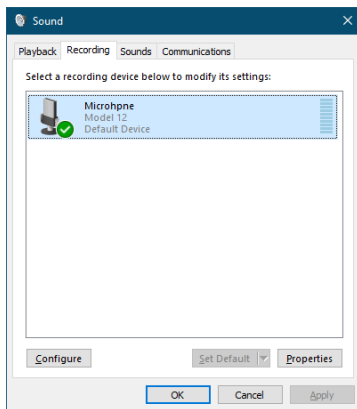 Sound
Playback Recording Sounds Communications
Select a recording device below to modify its settings:
Microhpne
Model 12
Default Device
Configure Set Default Properties
OK Cancel Apply